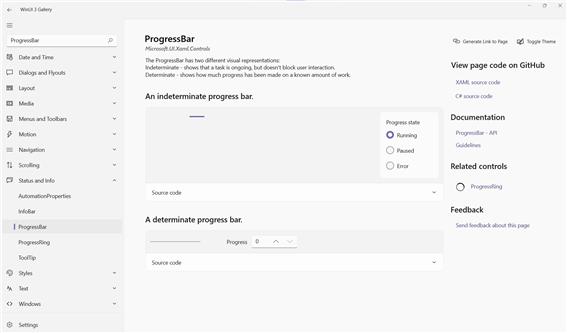 WinUI 3 Gallery
ProgressBar
Date and Time
Dialogs and Flyouts
Layout
Media
Menus and Toolbars
Motion
Navigation
Scrolling
Status and Info
AutomationProperties
InfoBar
ProgressBar
ProgressRing
ToolTip
Styles
Text
Windows
Settings
ProgressBar
Microsoft.UI.Xaml.Controls
Generate Link to Page
Toggle Theme
The ProgressBar has two different visual representations:
Indeterminate - shows that a task is ongoing, but doesn't block user interaction.
Determinate - shows how much progress has been made on a known amount of work.
An indeterminate progress bar.
Progress state
Running
Paused
Error
Source code
A determinate progress bar.
Progress 0
Source code
View page code on GitHub
XAML source code
C# source code
Documentation
ProgressBar - API
Guidelines
Related controls
ProgressRing
Feedback
Send feedback about this page